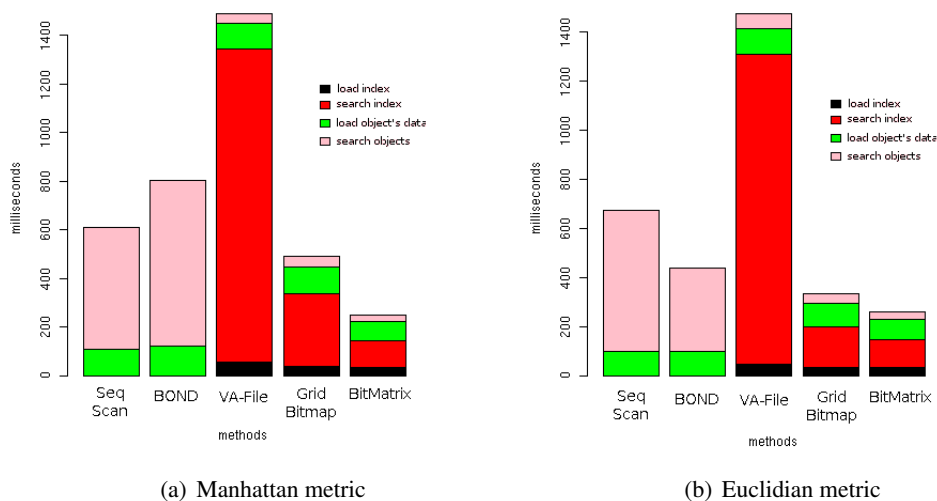 1400
1200
1000
800
600
400
200
0
milliseconds
load index
search index
load object's data
search objects
Seq Scan
BOND
VA-File
Grid Bitmap
BitMatrix
methods
(a) Manhattan metric
1400
1200
1000
800
600
400
200
0
milliseconds
load index
search index
load object's data
search objects
Seq Scan
BOND
VA-File
Grid Bitmap
BitMatrix
methods
(b) Euclidian metric